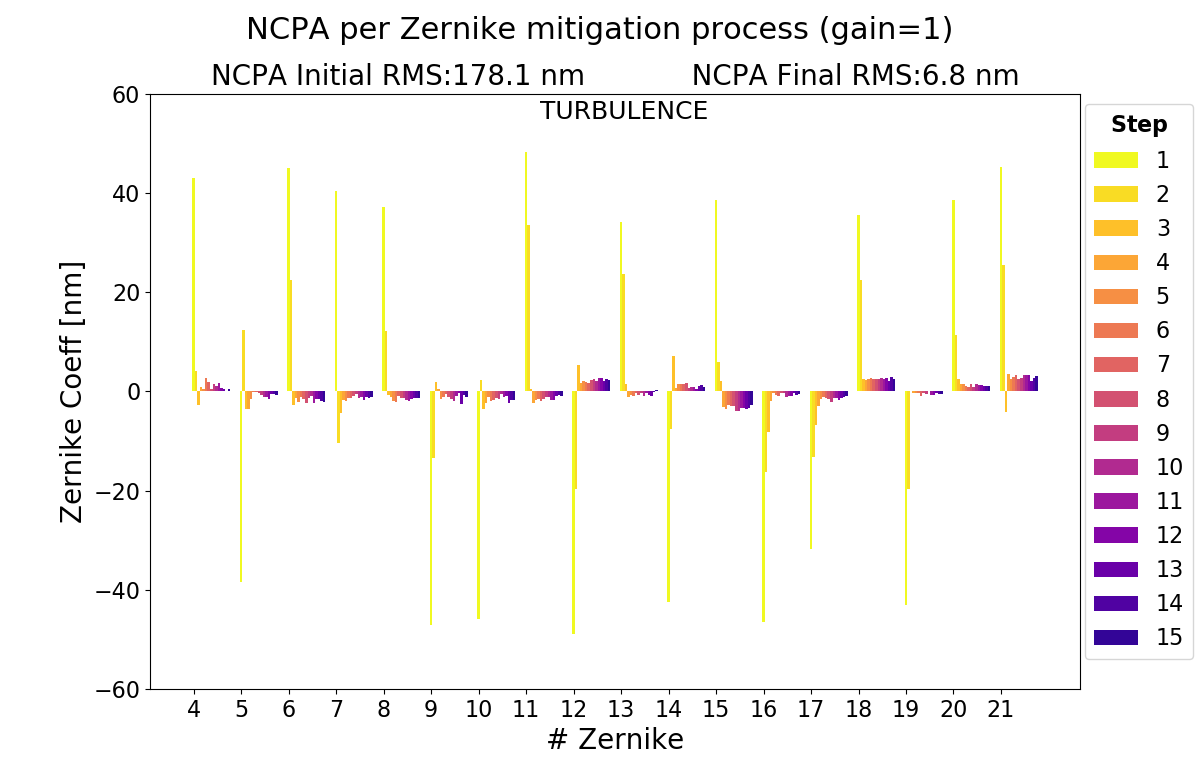 NCPA per Zernike mitigation process (gain=1)
NCPA Initial RMS:178.1 nm
NCPA Final RMS:6.8 nm
TURBULENCE
60
40
20
0
−20
−40
−60
Zernike Coeff [nm]
4 5 6 7 8 9 10 11 12 13 14 15 16 17 18 19 20 21
# Zernike
Step
1
2
3
4
5
6
7
8
9
10
11
12
13
14
15